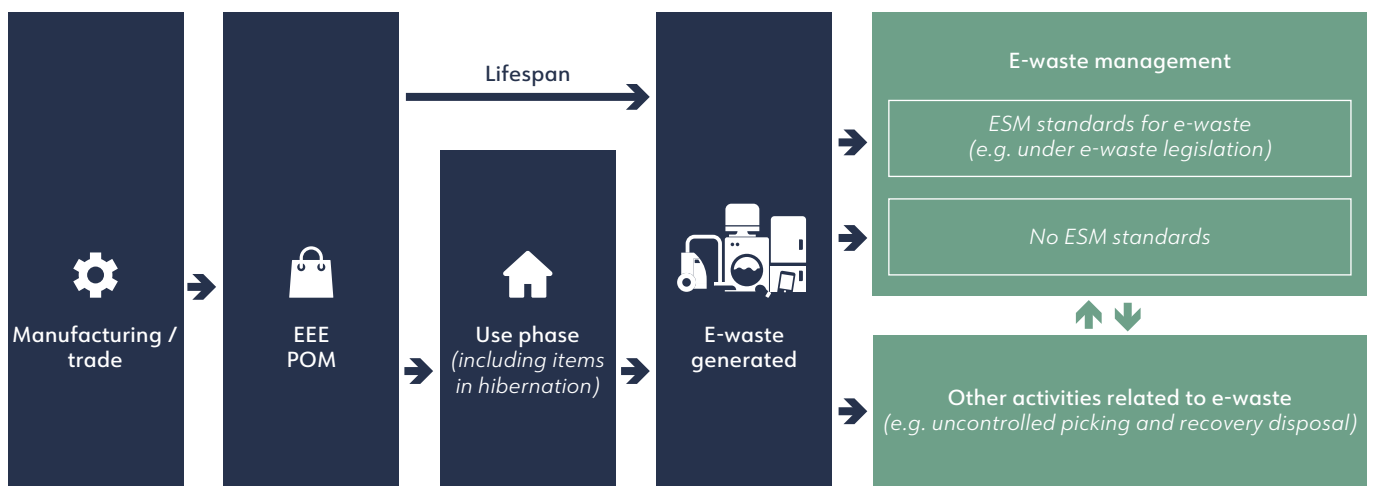 Manufacturing /
trade
EEE
POM
Lifespan
Use phase
(including items
in hibernation)
E-waste
generated
E-waste management
ESM standards for e-waste
(e.g. under e-waste legislation)
No ESM standards
Other activities related to e-waste
(e.g. uncontrolled picking and recovery disposal)